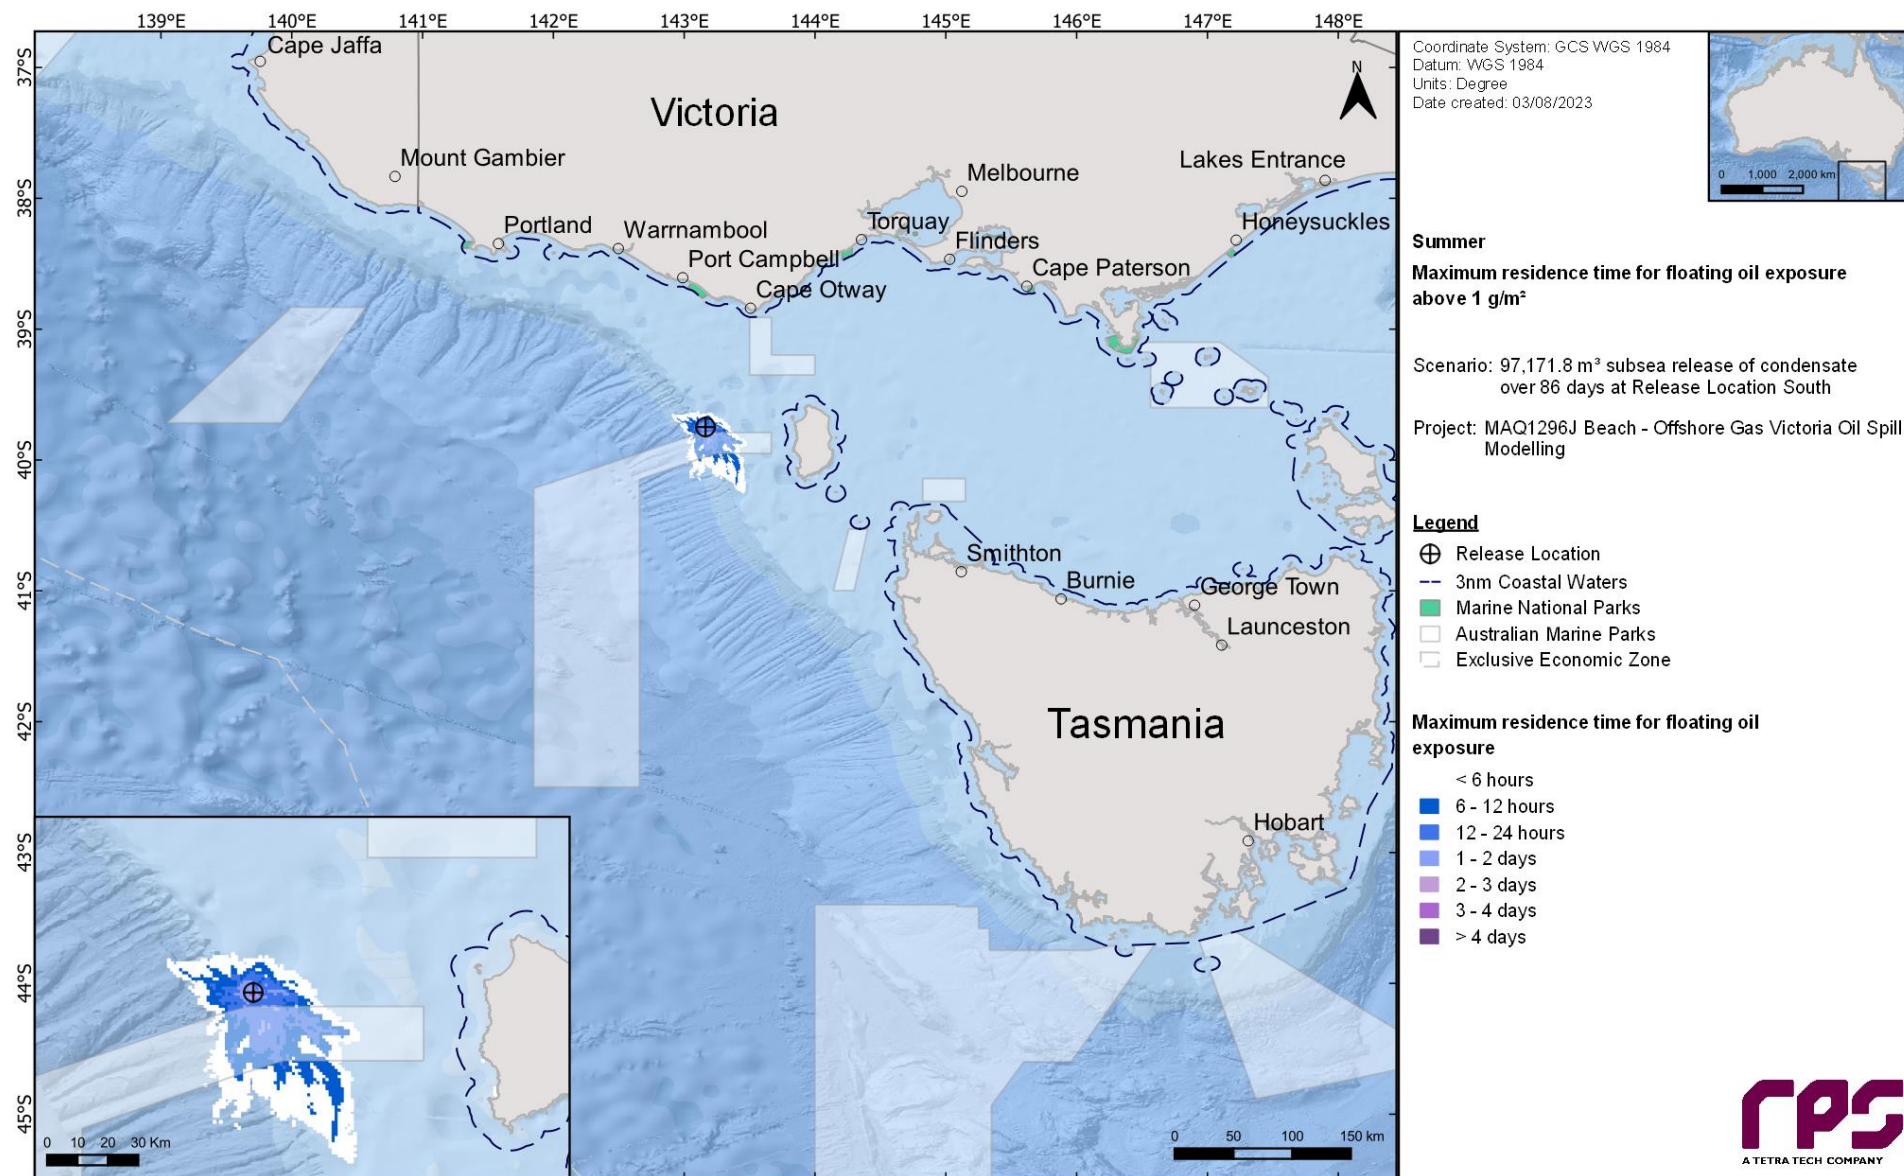 139°E 140°E 141°E 142°E 143°E 144°E 145°E 146°E 147°E 148°E
37°S
38°S
39°S
40°S
41°S
42°S
43°S
44°S
45°S
Cape Jaffa
Victoria
N
Mount Gambier
Melbourne
Lakes Entrance
Portland
Warrnambool
Torquay
Honeysuckles
Flinders
Port Campbell
Cape Paterson
Cape Otway
Smithton
Burnie
George Town
Launceston
Tasmania
Hobart
0 10 20 30 Km
0 50 100 150 km
Coordinate System: GCS WGS 1984
Datum: WGS 1984
Units: Degree
Date created: 03/08/2023
0 1,000 2,000 km
Summer
Maximum residence time for floating oil exposure
above 1 g/m²
Scenario: 97,171.8 m³ subsea release of condensate
over 86 days at Release Location South
Project: MAQ1296J Beach - Offshore Gas Victoria Oil Spill
Modelling
Legend
Release Location
3nm Coastal Waters
Marine National Parks
Australian Marine Parks
Exclusive Economic Zone
Maximum residence time for floating oil
exposure
< 6 hours
6 - 12 hours
12 - 24 hours
1 - 2 days
2 - 3 days
3 - 4 days
> 4 days
rps
A TETRA TECH COMPANY